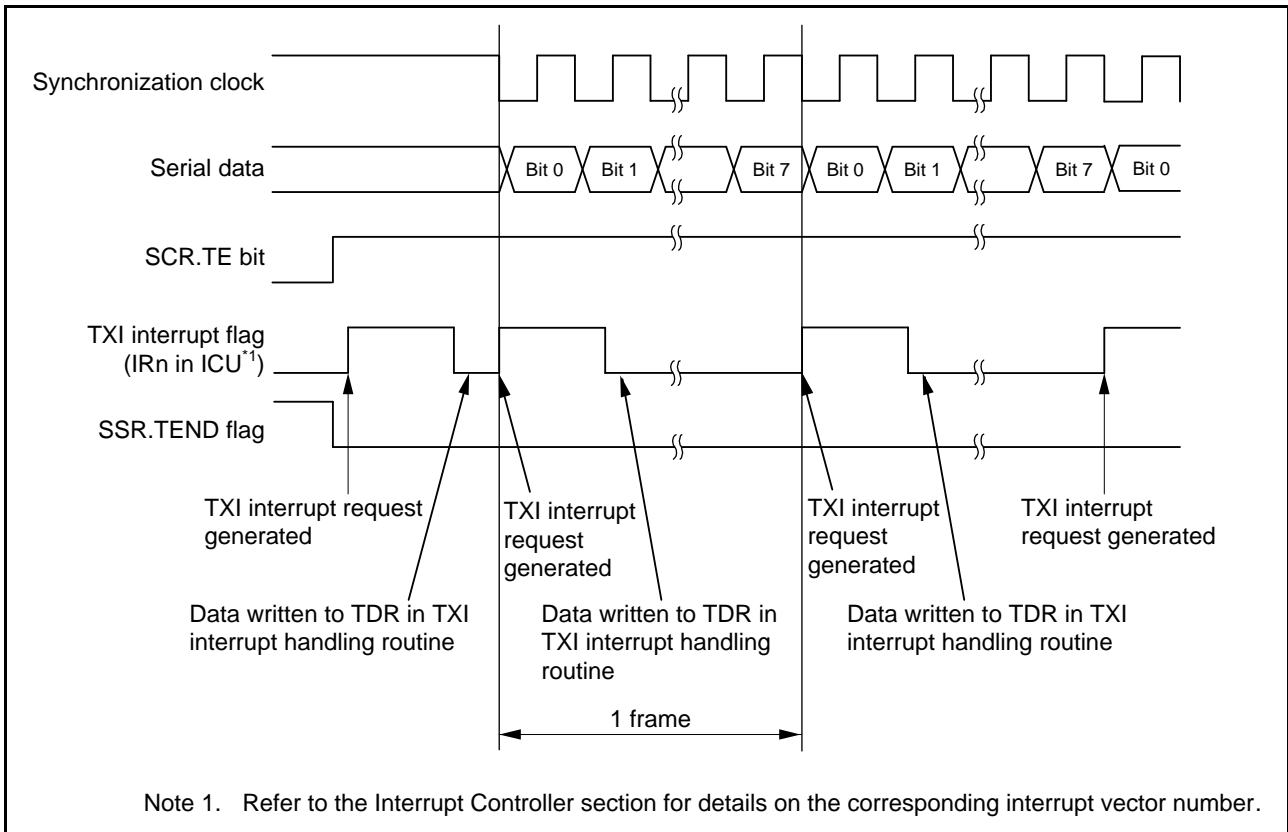 Synchronization clock
Serial data
Bit 0 Bit 1 Bit 7 Bit 0 Bit 1 Bit 7 Bit 0
SCR.TE bit
TXI interrupt flag
(IRn in ICU*1)
SSR.TEND flag
TXI interrupt request
generated
TXI interrupt
request
generated
TXI interrupt
request
generated
TXI interrupt
request generated
Data written to TDR in TXI
interrupt handling routine
Data written to TDR in
TXI interrupt handling
routine
Data written to TDR in TXI
interrupt handling routine
1 frame
Note 1. Refer to the Interrupt Controller section for details on the corresponding interrupt vector number.